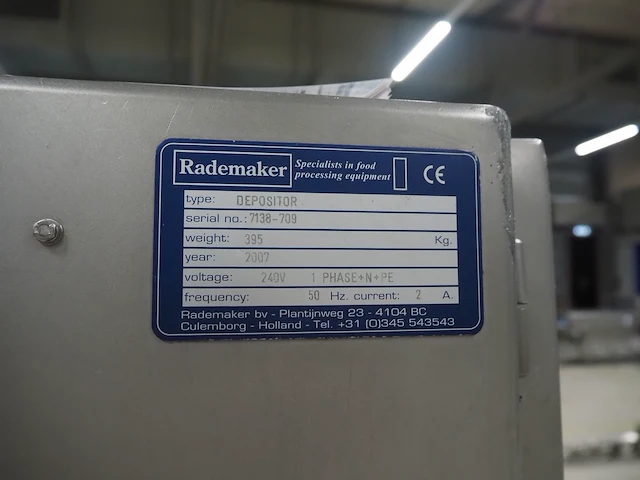 Rademaker
Specialists in food
processing equipment
CE
type: DEPOSITOR
serial no.: 7138-709
weight: 395 Kg.
year: 2007
voltage: 240V 1 PHASE+N+PE
frequency: 50 Hz. current: 2 A.
Rademaker bv - Plantijnweg 23 - 4104 BC
Culemborg - Holland - Tel. +31 (0)345 543543